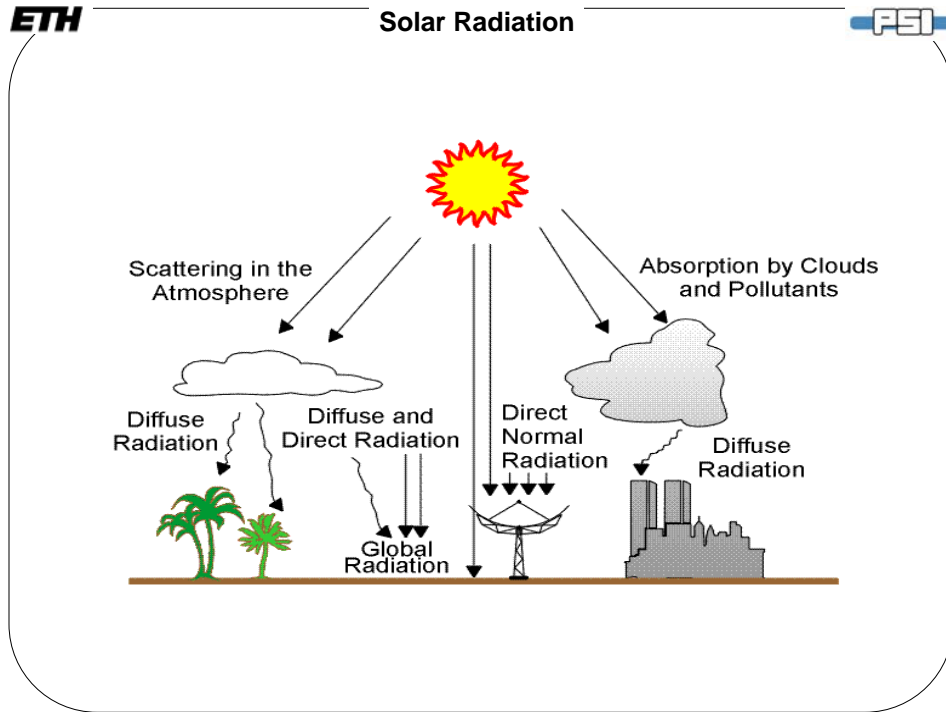 ETH
Solar Radiation
PSI
Scattering in the
Atmosphere
Absorption by Clouds
and Pollutants
Diffuse
Radiation
Diffuse and
Direct Radiation
Direct
Normal
Radiation
Diffuse
Radiation
Global
Radiation